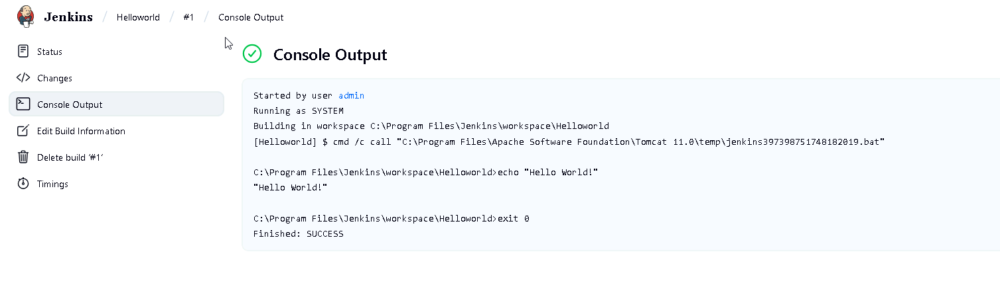 Jenkins / Helloworld / #1 / Console Output
Status
Changes
Console Output
Edit Build Information
Delete build ‘#1’
Timings
Console Output
Started by user admin
Running as SYSTEM
Building in workspace C:\Program Files\Jenkins\workspace\Helloworld
[Helloworld] $ cmd /c call "C:\Program Files\Apache Software Foundation\Tomcat 11.0\temp\jenkins397398751748182019.bat"
C:\Program Files\Jenkins\workspace\Helloworld>echo "Hello World!"
"Hello World!"
C:\Program Files\Jenkins\workspace\Helloworld>exit 0
Finished: SUCCESS